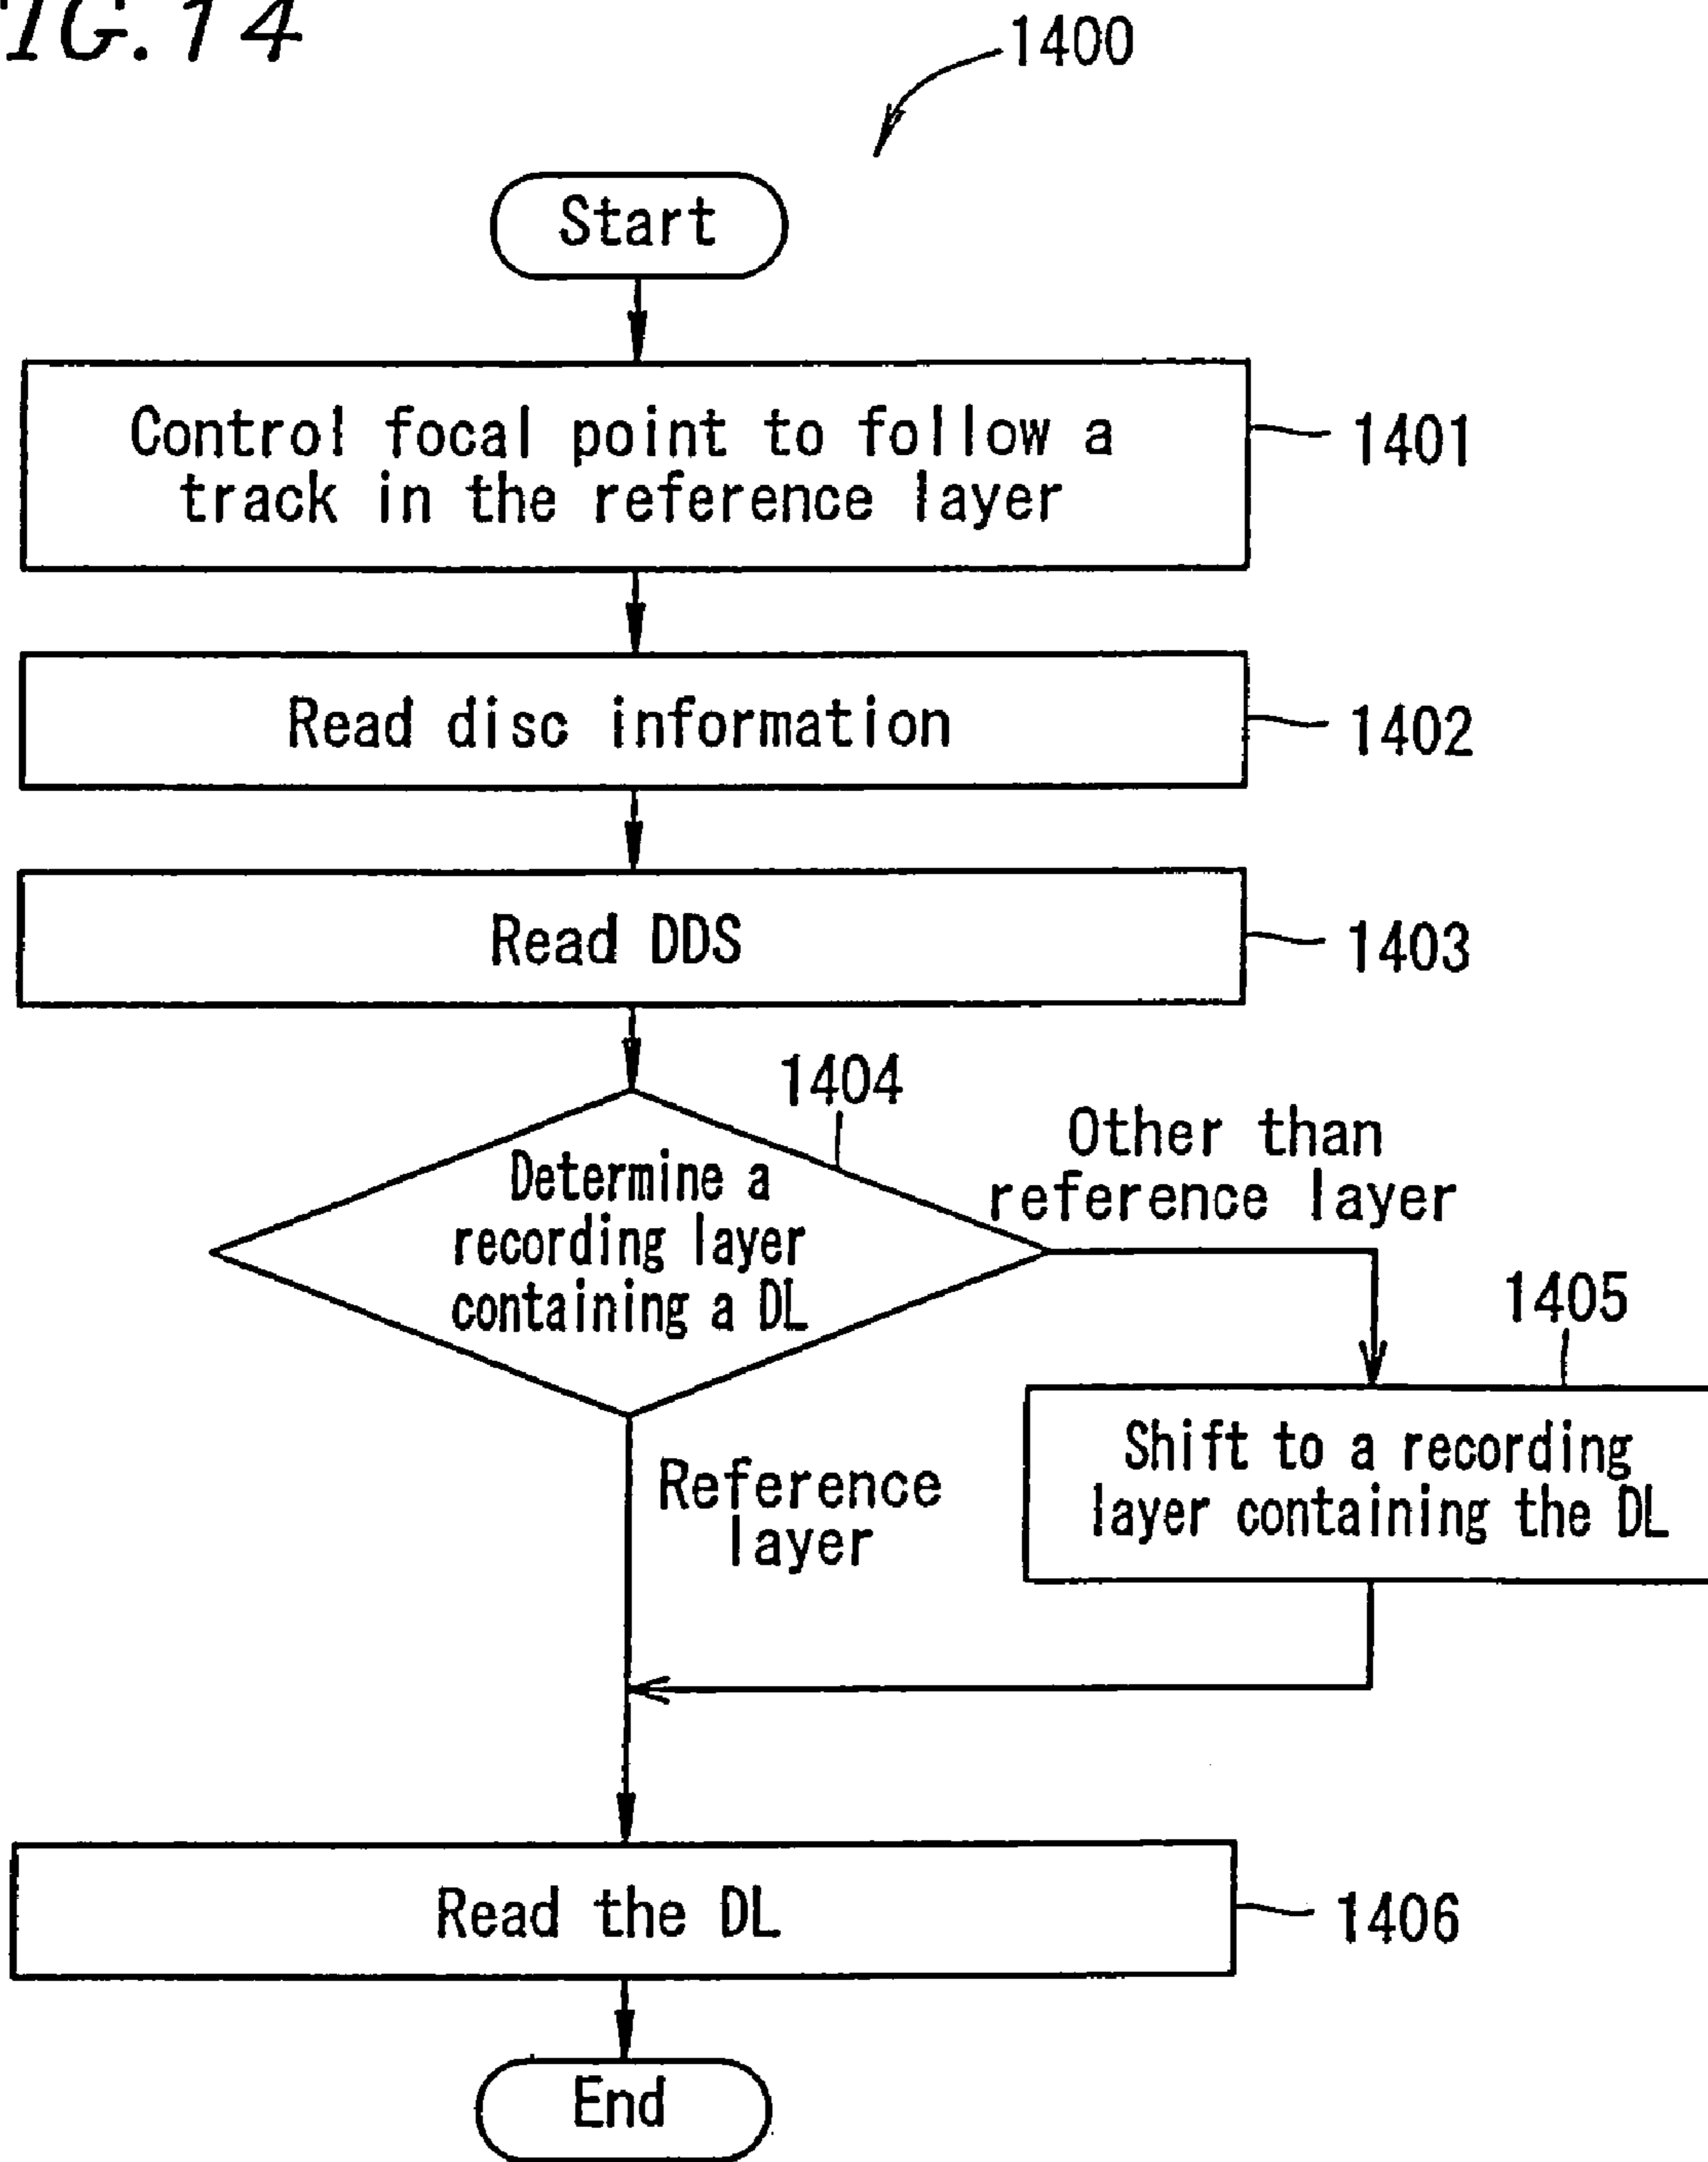 FIG. 14
1400
Start
Control focal point to follow a
track in the reference layer
1401
Read disc information
1402
Read DDS
1403
1404
Determine a
recording layer
containing a DL
Other than
reference layer
1405
Shift to a recording
layer containing the DL
Reference
layer
Read the DL
1406
End